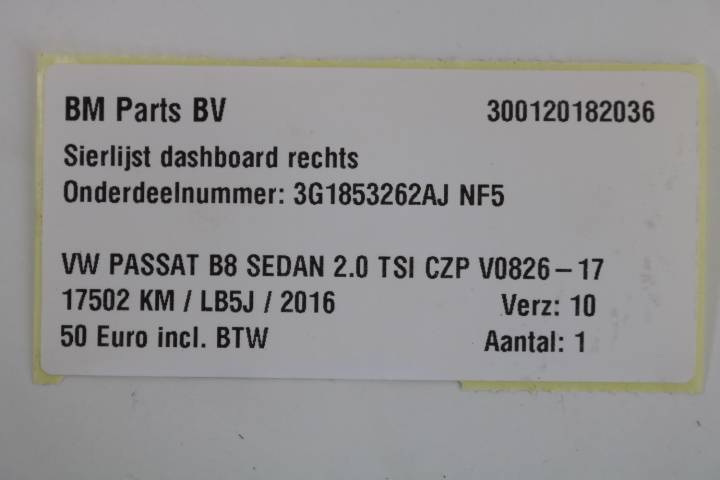 BM Parts BV 300120182036
Sierlijst dashboard rechts
Onderdeelnummer: 3G1853262AJ NF5
VW PASSAT B8 SEDAN 2.0 TSI CZP V0826-17
17502 KM / LB5J / 2016 Verz: 10
50 Euro incl. BTW Aantal: 1